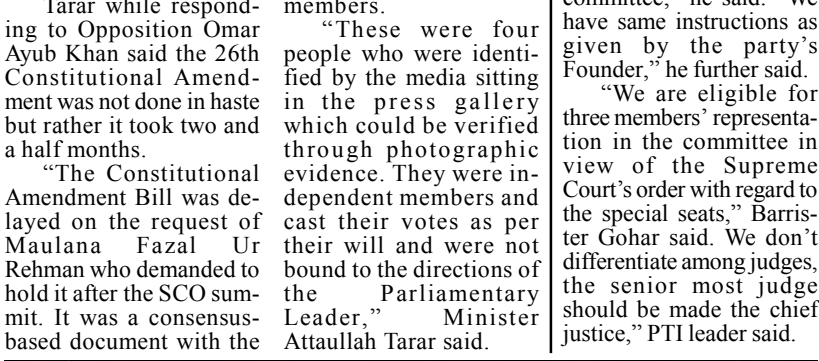 Tarar while respond-
ing to Opposition Omar
Ayub Khan said the 26th
Constitutional Amend-
ment was not done in haste
but rather it took two and
a half months.
“The Constitutional
Amendment Bill was de-
layed on the request of
Maulana Fazal Ur
Rehman who demanded to
hold it after the SCO sum-
mit. It was a consensus-
based document with the
members.
“These were four
people who were identi-
fied by the media sitting
in the press gallery
which could be verified
through photographic
evidence. They were in-
dependent members and
cast their votes as per
their will and were not
bound to the directions of
the Parliamentary
Leader,” Minister
Attaullah Tarar said.
committee,” he said. “We
have same instructions as
given by the party’s
Founder,” he further said.
“We are eligible for
three members’ representa-
tion in the committee in
view of the Supreme
Court’s order with regard to
the special seats,” Barris-
ter Gohar said. We don’t
differentiate among judges,
the senior most judge
should be made the chief
justice,” PTI leader said.